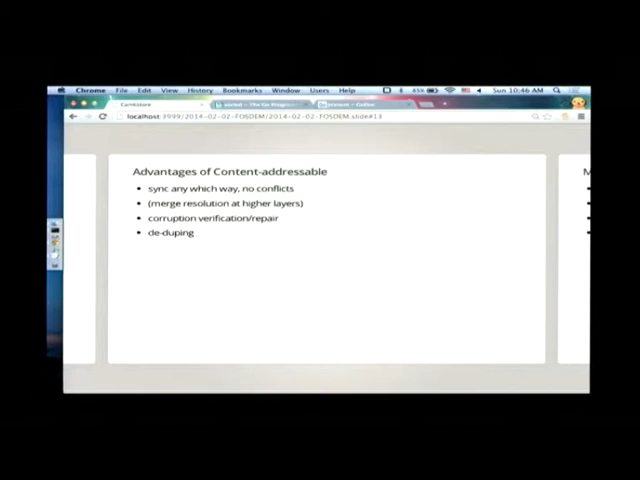 Chrome File Edit View History Bookmarks Window Users Help Sun 10:46 AM
Camlistore
localhost:3999/2014-02-02-FOSDEM/2014-02-02-FOSDEM.slide#13
Advantages of Content-addressable
• sync any which way, no conflicts
• (merge resolution at higher layers)
• corruption verification/repair
• de-duping